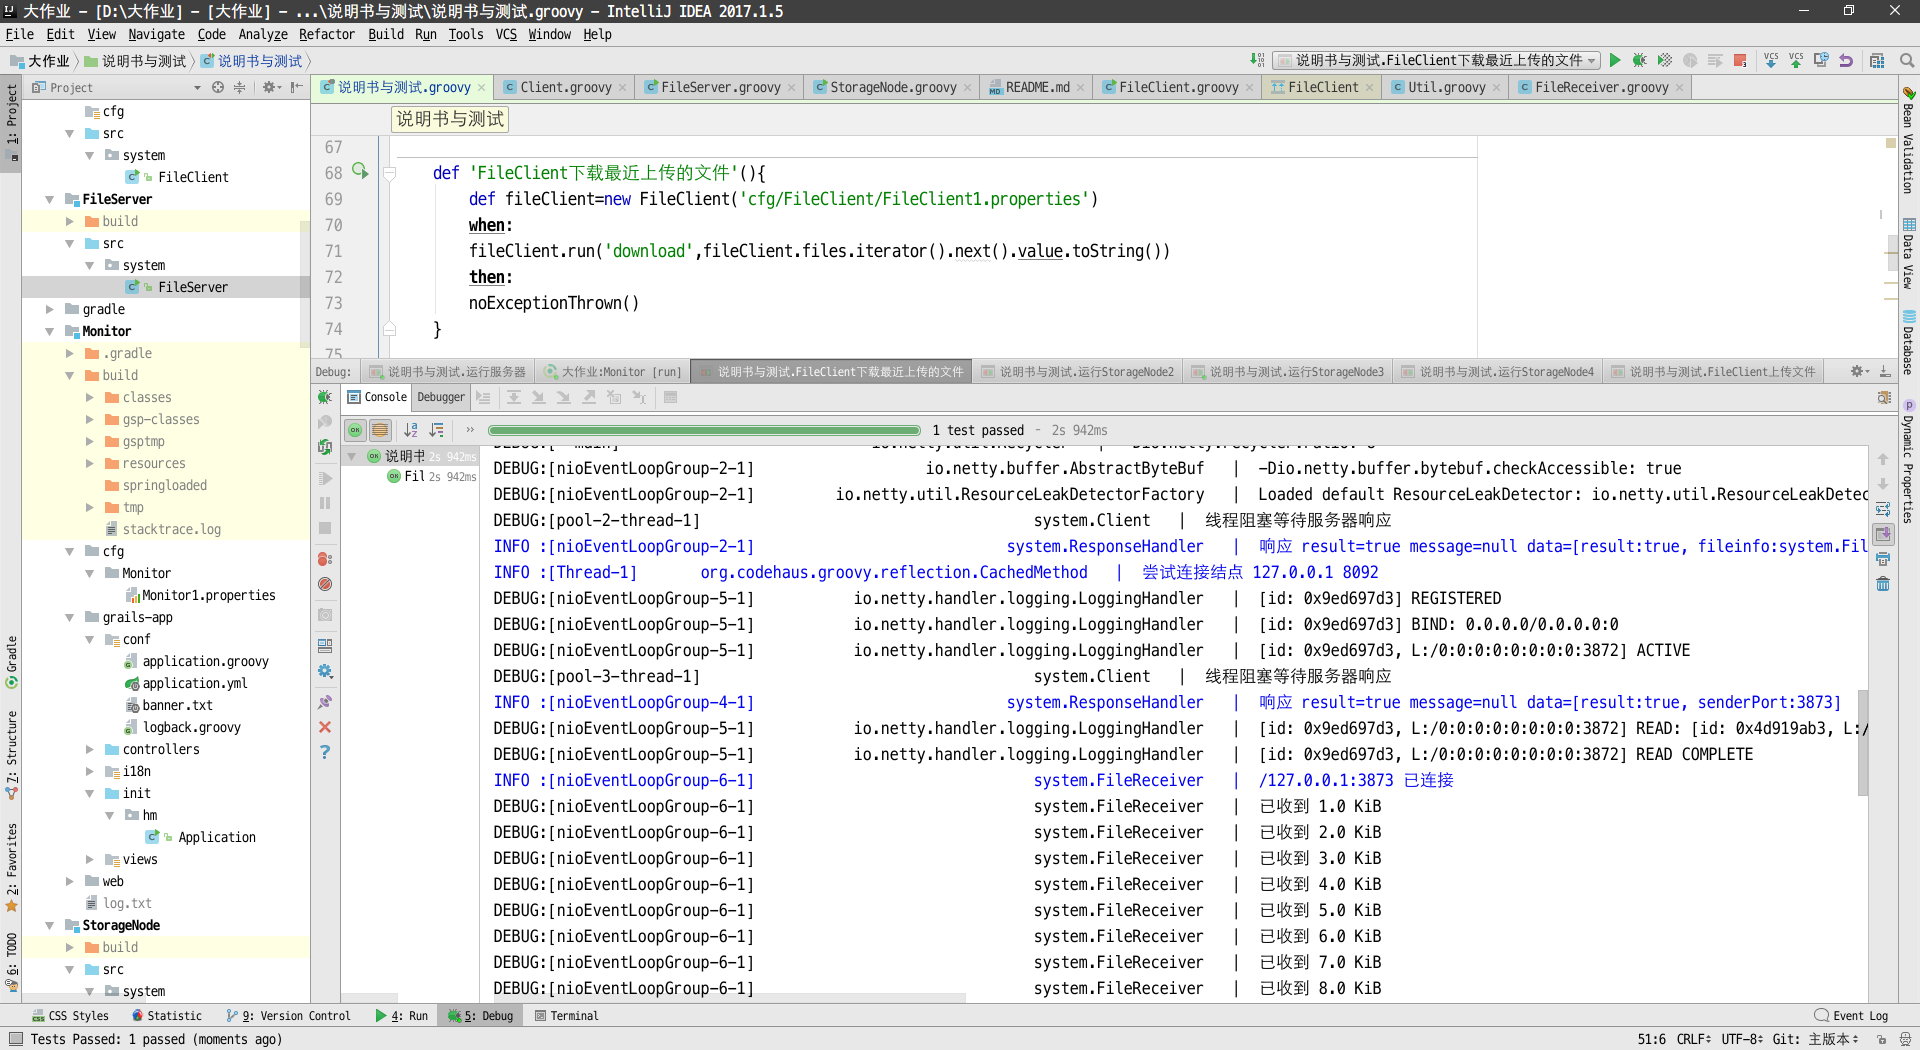 大作业 - [D:\大作业] - [大作业] - ...\说明书与测试\说明书与测试.groovy - IntelliJ IDEA 2017.1.5
File Edit View Navigate Code Analyze Refactor Build Run Tools VCS Window Help
大作业 说明书与测试 说明书与测试
说明书与测试.FileClient下载最近上传的文件
Project
说明书与测试.groovy Client.groovy FileServer.groovy StorageNode.groovy README.md FileClient.groovy FileClient Util.groovy FileReceiver.groovy
1: Project
Gradle
7: Structure
2: Favorites
6: TODO
cfg
src
system
FileClient
FileServer
build
src
system
FileServer
gradle
Monitor
.gradle
build
classes
gsp-classes
gsptmp
resources
springloaded
tmp
stacktrace.log
cfg
Monitor
Monitor1.properties
grails-app
conf
application.groovy
application.yml
banner.txt
logback.groovy
controllers
i18n
init
hm
Application
views
web
log.txt
StorageNode
build
src
system
说明书与测试
67
68 def 'FileClient下载最近上传的文件'(){
69 def fileClient=new FileClient('cfg/FileClient/FileClient1.properties')
70 when:
71 fileClient.run('download',fileClient.files.iterator().next().value.toString())
72 then:
73 noExceptionThrown()
74 }
75
Debug: 说明书与测试.运行服务器 大作业:Monitor [run] 说明书与测试.FileClient下载最近上传的文件 说明书与测试.运行StorageNode2 说明书与测试.运行StorageNode3 说明书与测试.运行StorageNode4 说明书与测试.FileClient上传文件
Console Debugger
1 test passed - 2s 942ms
说明书 2s 942ms
Fil 2s 942ms
DEBUG:[nioEventLoopGroup-2-1] io.netty.buffer.AbstractByteBuf | -Dio.netty.buffer.bytebuf.checkAccessible: true
DEBUG:[nioEventLoopGroup-2-1] io.netty.util.ResourceLeakDetectorFactory | Loaded default ResourceLeakDetector: io.netty.util.ResourceLeakDetec
DEBUG:[pool-2-thread-1] system.Client | 线程阻塞等待服务器响应
INFO :[nioEventLoopGroup-2-1] system.ResponseHandler | 响应 result=true message=null data=[result:true, fileinfo:system.Fil
INFO :[Thread-1] org.codehaus.groovy.reflection.CachedMethod | 尝试连接结点 127.0.0.1 8092
DEBUG:[nioEventLoopGroup-5-1] io.netty.handler.logging.LoggingHandler | [id: 0x9ed697d3] REGISTERED
DEBUG:[nioEventLoopGroup-5-1] io.netty.handler.logging.LoggingHandler | [id: 0x9ed697d3] BIND: 0.0.0.0/0.0.0.0:0
DEBUG:[nioEventLoopGroup-5-1] io.netty.handler.logging.LoggingHandler | [id: 0x9ed697d3, L:/0:0:0:0:0:0:0:0:3872] ACTIVE
DEBUG:[pool-3-thread-1] system.Client | 线程阻塞等待服务器响应
INFO :[nioEventLoopGroup-4-1] system.ResponseHandler | 响应 result=true message=null data=[result:true, senderPort:3873]
DEBUG:[nioEventLoopGroup-5-1] io.netty.handler.logging.LoggingHandler | [id: 0x9ed697d3, L:/0:0:0:0:0:0:0:0:3872] READ: [id: 0x4d919ab3, L:/
DEBUG:[nioEventLoopGroup-5-1] io.netty.handler.logging.LoggingHandler | [id: 0x9ed697d3, L:/0:0:0:0:0:0:0:0:3872] READ COMPLETE
INFO :[nioEventLoopGroup-6-1] system.FileReceiver | /127.0.0.1:3873 已连接
DEBUG:[nioEventLoopGroup-6-1] system.FileReceiver | 已收到 1.0 KiB
DEBUG:[nioEventLoopGroup-6-1] system.FileReceiver | 已收到 2.0 KiB
DEBUG:[nioEventLoopGroup-6-1] system.FileReceiver | 已收到 3.0 KiB
DEBUG:[nioEventLoopGroup-6-1] system.FileReceiver | 已收到 4.0 KiB
DEBUG:[nioEventLoopGroup-6-1] system.FileReceiver | 已收到 5.0 KiB
DEBUG:[nioEventLoopGroup-6-1] system.FileReceiver | 已收到 6.0 KiB
DEBUG:[nioEventLoopGroup-6-1] system.FileReceiver | 已收到 7.0 KiB
DEBUG:[nioEventLoopGroup-6-1] system.FileReceiver | 已收到 8.0 KiB
Bean Validation
Data View
Database
Dynamic Properties
CSS Styles Statistic 9: Version Control 4: Run 5: Debug Terminal Event Log
Tests Passed: 1 passed (moments ago) 51:6 CRLF UTF-8 Git: 主版本